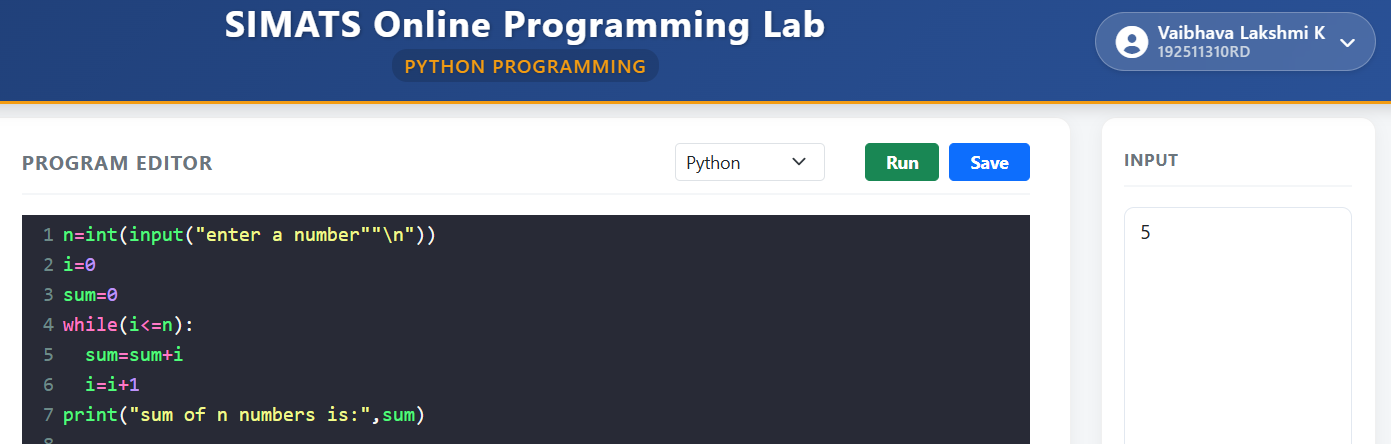 SIMATS Online Programming Lab
PYTHON PROGRAMMING
Vaibhava Lakshmi K
192511310RD
PROGRAM EDITOR
Python
Run
Save
1 n=int(input("enter a number""\n"))
2 i=0
3 sum=0
4 while(i<=n):
5   sum=sum+i
6   i=i+1
7 print("sum of n numbers is:",sum)
8
INPUT
5